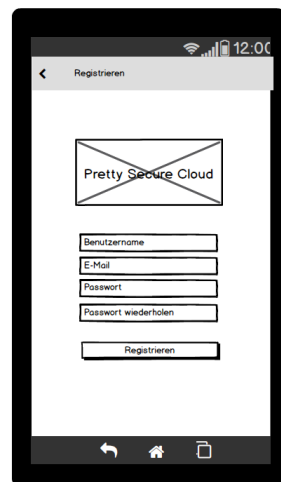 12:00
Registrieren
Pretty Secure Cloud
Benutzername
E-Mail
Passwort
Passwort wiederholen
Registrieren